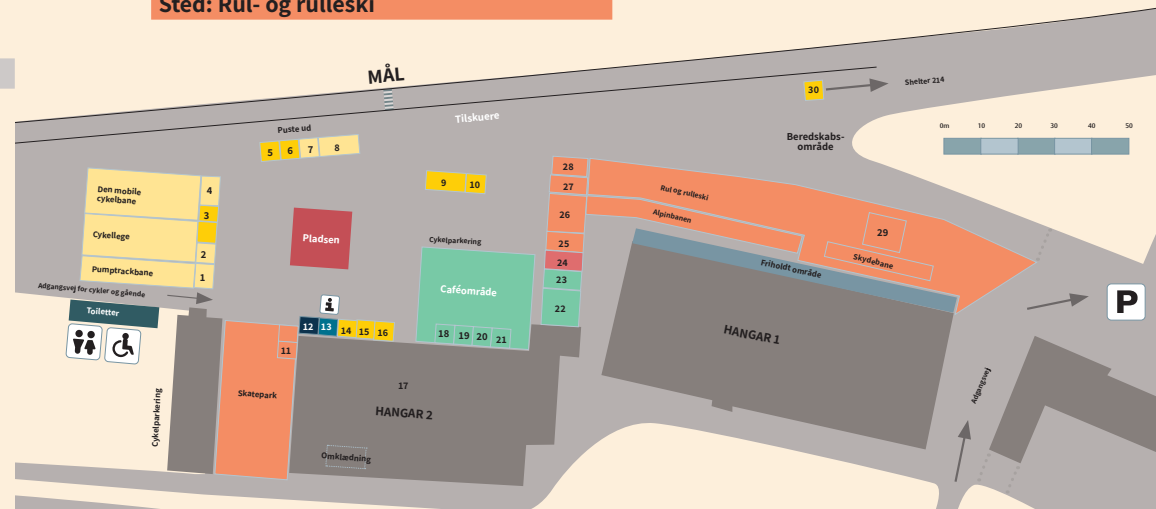 Sted: Rul- og rulleski
MÅL
Tilskuere
Puste ud
5 6 7 8
30
Shelter 214
Beredskabs-
område
0m 10 20 30 40 50
Den mobile
cykelbane
Cykellege
Pumptrackbane
4
3
2
1
9 10
Pladsen
Cykelparkering
Caféområde
18 19 20 21
28
27
26
25
24
23
22
Rul og rulleski
Alpinbanen
29
Skydebane
Friholdt område
HANGAR 1
Adgangsvej for cykler og gående
Toiletter
i
12 13 14 15 16
11
Skatepark
17
HANGAR 2
Omklædning
Cykelparkering
Adgangsvej
P